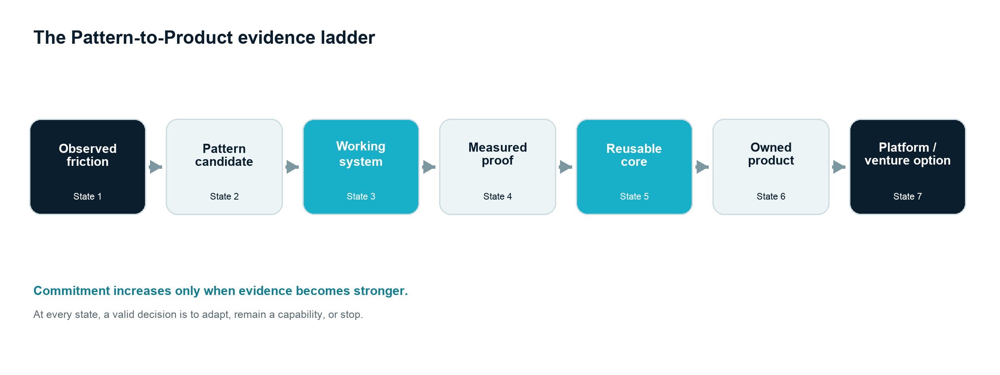 The Pattern-to-Product evidence ladder
Observed
friction
State 1
Pattern
candidate
State 2
Working
system
State 3
Measured
proof
State 4
Reusable
core
State 5
Owned
product
State 6
Platform /
venture option
State 7
Commitment increases only when evidence becomes stronger.
At every state, a valid decision is to adapt, remain a capability, or stop.